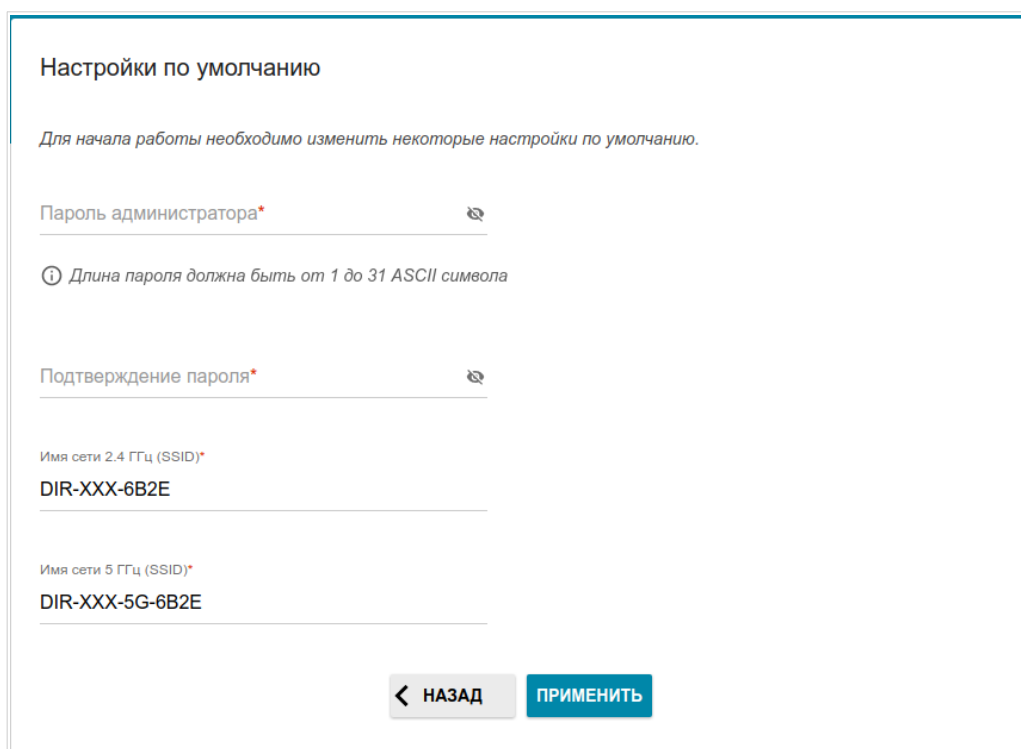 Настройки по умолчанию
Для начала работы необходимо изменить некоторые настройки по умолчанию.
Пароль администратора*
Длина пароля должна быть от 1 до 31 ASCII символа
Подтверждение пароля*
Имя сети 2.4 ГГц (SSID)*
DIR-XXX-6B2E
Имя сети 5 ГГц (SSID)*
DIR-XXX-5G-6B2E
НАЗАД ПРИМЕНИТЬ